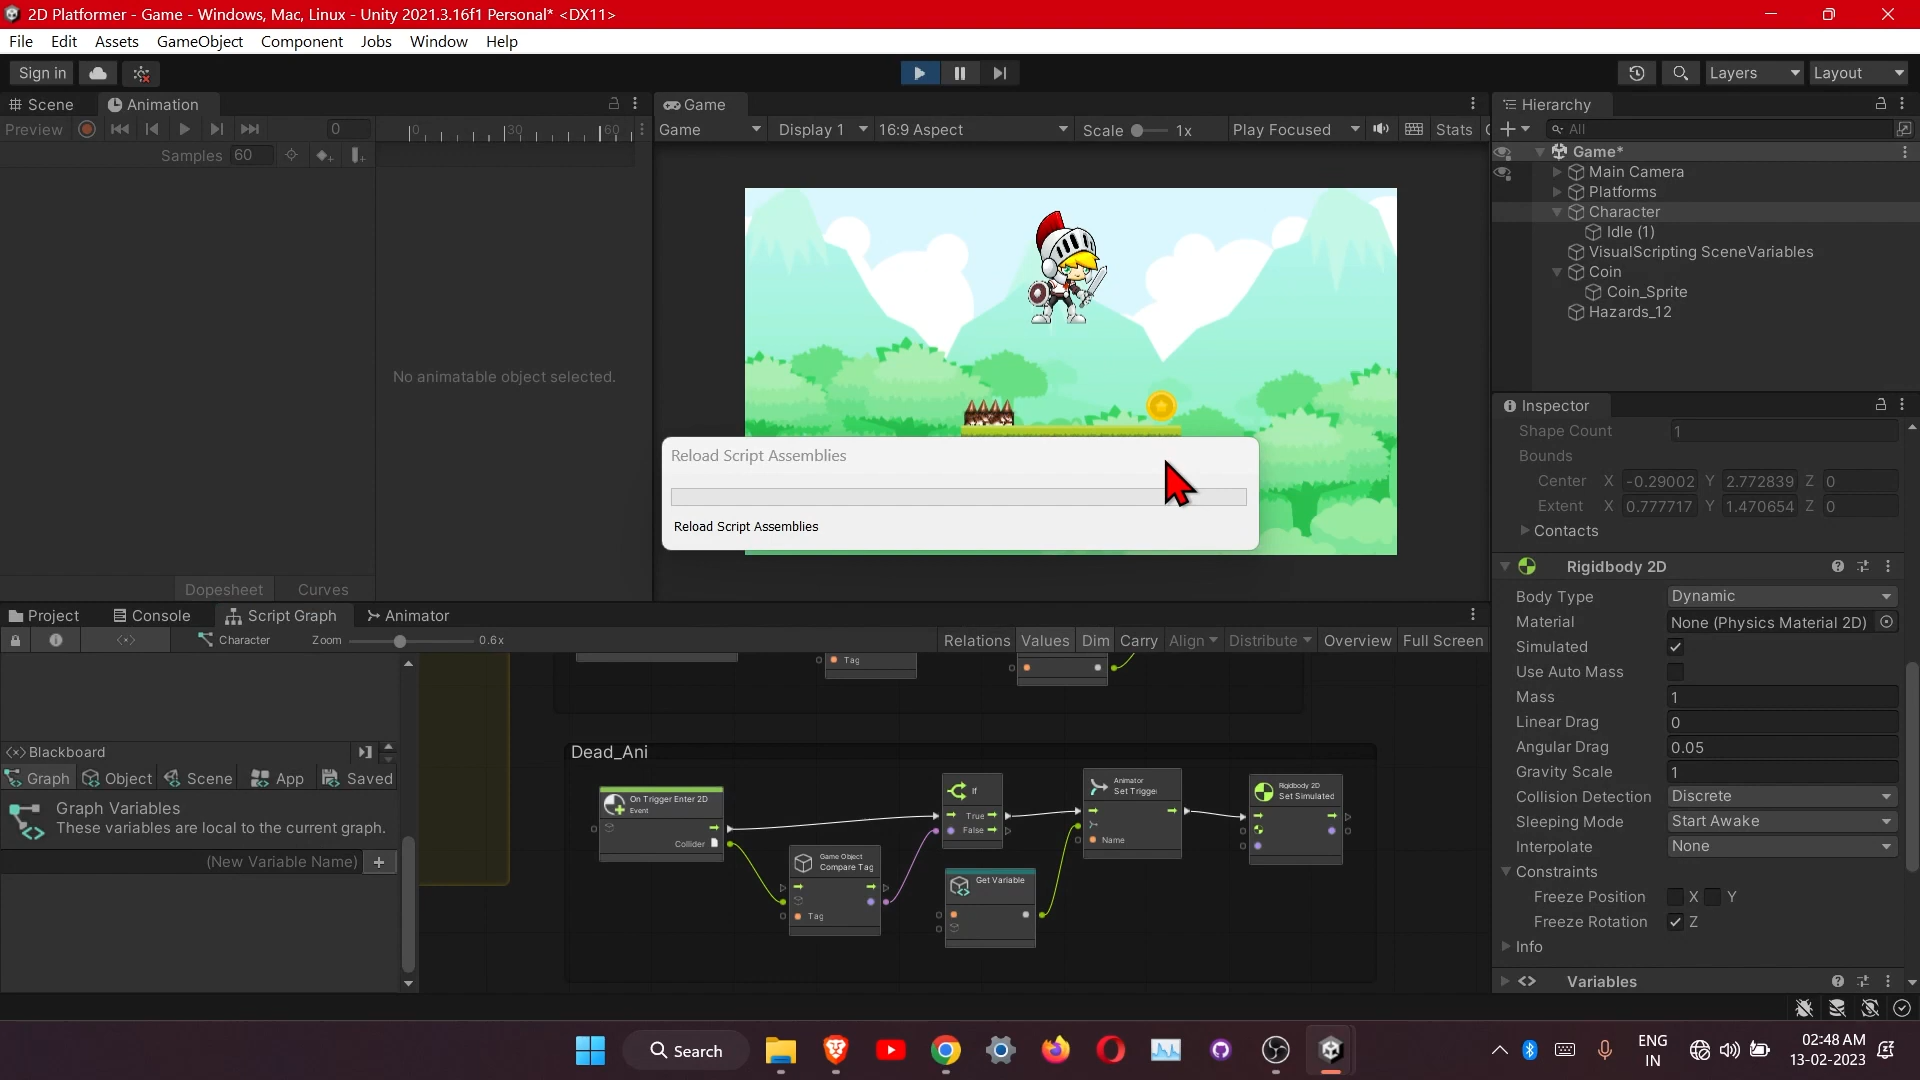 2D Platformer - Game - Windows, Mac, Linux - Unity 2021.3.16f1 Personal* <DX11>
File Edit Assets GameObject Component Jobs Window Help
Sign in
Layers Layout
Scene Animation
Preview 0
0 30 60
Samples 60
No animatable object selected.
Dopesheet Curves
Game
Game Display 1 16:9 Aspect Scale 1x Play Focused Stats
Reload Script Assemblies
Reload Script Assemblies
Hierarchy
All
Game*
Main Camera
Platforms
Character
Idle (1)
VisualScripting SceneVariables
Coin
Coin_Sprite
Hazards_12
Inspector
Shape Count 1
Bounds
Center X -0.29002 Y 2.772839 Z 0
Extent X 0.777717 Y 1.470654 Z 0
Contacts
Rigidbody 2D
Body Type Dynamic
Material None (Physics Material 2D)
Simulated
Use Auto Mass
Mass 1
Linear Drag 0
Angular Drag 0.05
Gravity Scale 1
Collision Detection Discrete
Sleeping Mode Start Awake
Interpolate None
Constraints
Freeze Position X Y
Freeze Rotation Z
Info
Variables
Project Console Script Graph Animator
Character Zoom 0.6x
Relations Values Dim Carry Align Distribute Overview Full Screen
Blackboard
Graph Object Scene App Saved
Graph Variables
These variables are local to the current graph.
(New Variable Name)
Tag
Dead_Ani
On Trigger Enter 2D
Event
Collider
Game Object
Compare Tag
Tag
If
True
False
Get Variable
Animator
Set Trigger
Name
Rigidbody 2D
Set Simulated
Search
ENG
IN
02:48 AM
13-02-2023